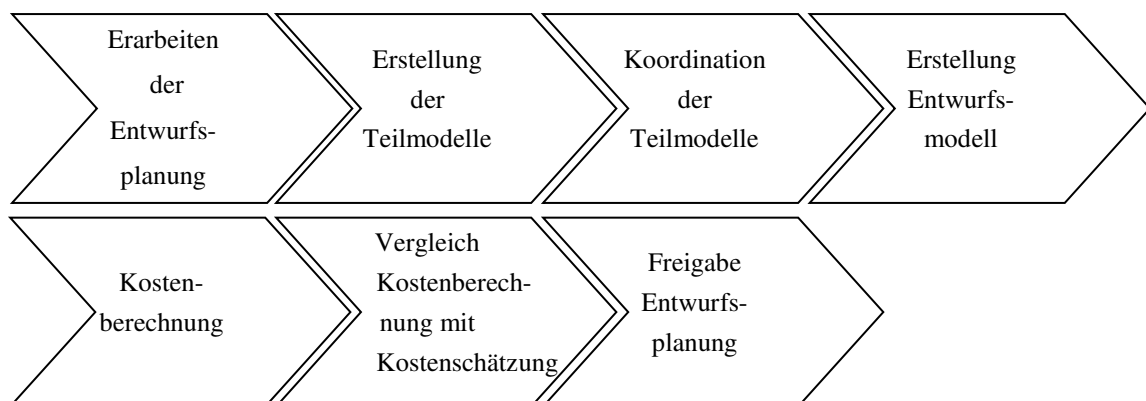 Erarbeiten
der
Entwurfs-
planung
Erstellung
der
Teilmodelle
Koordination
der
Teilmodelle
Erstellung
Entwurfs-
modell
Kosten-
berechnung
Vergleich
Kostenberech-
nung mit
Kostenschätzung
Freigabe
Entwurfs-
planung